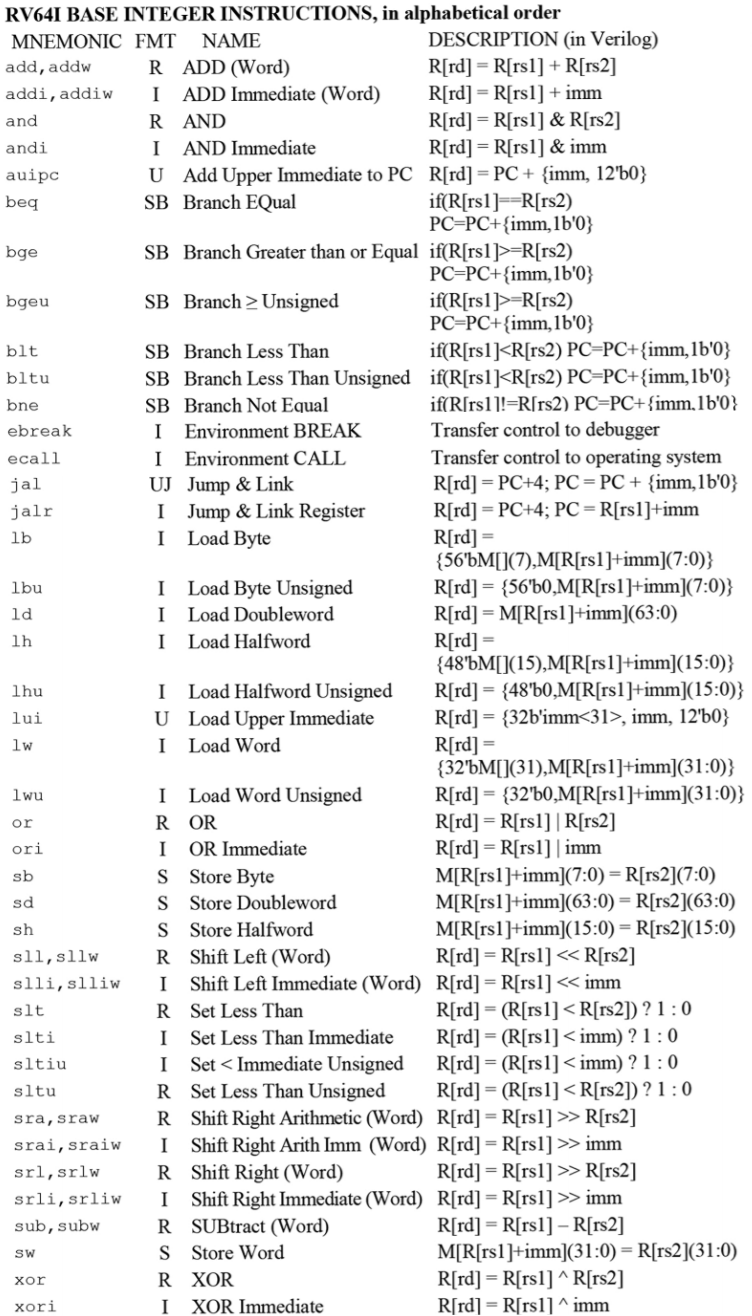 RV64I BASE INTEGER INSTRUCTIONS, in alphabetical order
MNEMONIC FMT NAME DESCRIPTION (in Verilog)
add,addw R ADD (Word) R[rd] = R[rs1] + R[rs2]
addi,addiw I ADD Immediate (Word) R[rd] = R[rs1] + imm
and R AND R[rd] = R[rs1] & R[rs2]
andi I AND Immediate R[rd] = R[rs1] & imm
auipc U Add Upper Immediate to PC R[rd] = PC + {imm, 12'b0}
beq SB Branch EQual if(R[rs1]==R[rs2)
PC=PC+{imm,1b'0}
bge SB Branch Greater than or Equal if(R[rs1]>=R[rs2)
PC=PC+{imm,1b'0}
bgeu SB Branch ≥ Unsigned if(R[rs1]>=R[rs2)
PC=PC+{imm,1b'0}
blt SB Branch Less Than if(R[rs1]<R[rs2) PC=PC+{imm,1b'0}
bltu SB Branch Less Than Unsigned if(R[rs1]<R[rs2) PC=PC+{imm,1b'0}
bne SB Branch Not Equal if(R[rs1]!=R[rs2) PC=PC+{imm,1b'0}
ebreak I Environment BREAK Transfer control to debugger
ecall I Environment CALL Transfer control to operating system
jal UJ Jump & Link R[rd] = PC+4; PC = PC + {imm,1b'0}
jalr I Jump & Link Register R[rd] = PC+4; PC = R[rs1]+imm
lb I Load Byte R[rd] =
{56'bM[](7),M[R[rs1]+imm](7:0)}
lbu I Load Byte Unsigned R[rd] = {56'b0,M[R[rs1]+imm](7:0)}
ld I Load Doubleword R[rd] = M[R[rs1]+imm](63:0)
lh I Load Halfword R[rd] =
{48'bM[](15),M[R[rs1]+imm](15:0)}
lhu I Load Halfword Unsigned R[rd] = {48'b0,M[R[rs1]+imm](15:0)}
lui U Load Upper Immediate R[rd] = {32b'imm<31>, imm, 12'b0}
lw I Load Word R[rd] =
{32'bM[](31),M[R[rs1]+imm](31:0)}
lwu I Load Word Unsigned R[rd] = {32'b0,M[R[rs1]+imm](31:0)}
or R OR R[rd] = R[rs1] | R[rs2]
ori I OR Immediate R[rd] = R[rs1] | imm
sb S Store Byte M[R[rs1]+imm](7:0) = R[rs2](7:0)
sd S Store Doubleword M[R[rs1]+imm](63:0) = R[rs2](63:0)
sh S Store Halfword M[R[rs1]+imm](15:0) = R[rs2](15:0)
sll,sllw R Shift Left (Word) R[rd] = R[rs1] << R[rs2]
slli,slliw I Shift Left Immediate (Word) R[rd] = R[rs1] << imm
slt R Set Less Than R[rd] = (R[rs1] < R[rs2]) ? 1 : 0
slti I Set Less Than Immediate R[rd] = (R[rs1] < imm) ? 1 : 0
sltiu I Set < Immediate Unsigned R[rd] = (R[rs1] < imm) ? 1 : 0
sltu R Set Less Than Unsigned R[rd] = (R[rs1] < R[rs2]) ? 1 : 0
sra,sraw R Shift Right Arithmetic (Word) R[rd] = R[rs1] >> R[rs2]
srai,sraiw I Shift Right Arith Imm (Word) R[rd] = R[rs1] >> imm
srl,srlw R Shift Right (Word) R[rd] = R[rs1] >> R[rs2]
srli,srliw I Shift Right Immediate (Word) R[rd] = R[rs1] >> imm
sub,subw R SUBtract (Word) R[rd] = R[rs1] – R[rs2]
sw S Store Word M[R[rs1]+imm](31:0) = R[rs2](31:0)
xor R XOR R[rd] = R[rs1] ^ R[rs2]
xori I XOR Immediate R[rd] = R[rs1] ^ imm